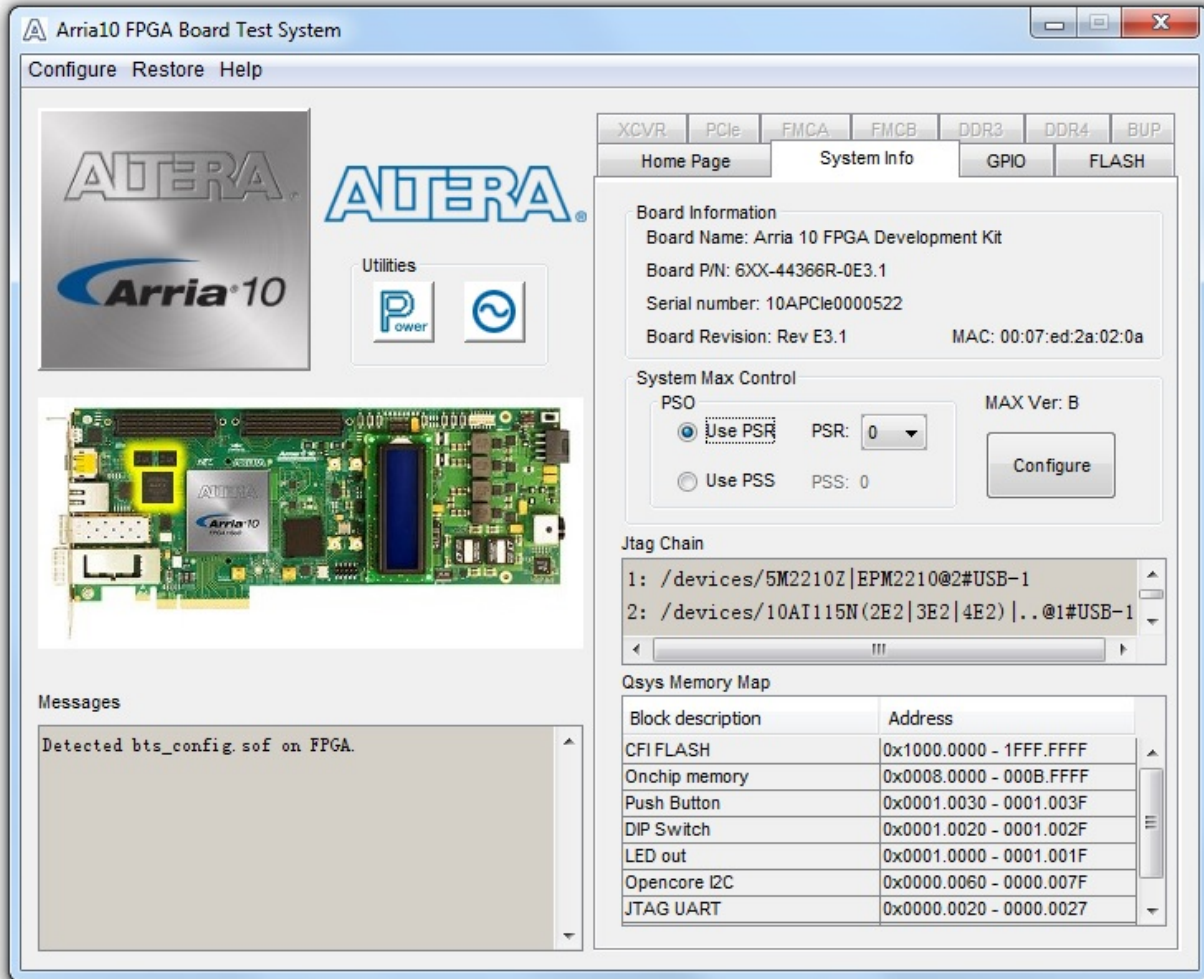 Arria10 FPGA Board Test System
Configure Restore Help
ALTERA
Arria 10
ALTERA
Utilities
Power
XCVR PCIe FMCA FMCB DDR3 DDR4 BUP
Home Page System Info GPIO FLASH
Board Information
Board Name: Arria 10 FPGA Development Kit
Board P/N: 6XX-44366R-0E3.1
Serial number: 10APCIe0000522
Board Revision: Rev E3.1 MAC: 00:07:ed:2a:02:0a
System Max Control
PSO MAX Ver: B
Use PSR PSR: 0
Configure
Use PSS PSS: 0
ALTERA
Arria 10
Jtag Chain
1: /devices/5M2210Z|EPM2210@2#USB-1
2: /devices/10AI115N(2E2|3E2|4E2)|..@1#USB-1
Messages
Detected bts_config.sof on FPGA.
Qsys Memory Map
Block description Address
CFI FLASH 0x1000.0000 - 1FFF.FFFF
Onchip memory 0x0008.0000 - 000B.FFFF
Push Button 0x0001.0030 - 0001.003F
DIP Switch 0x0001.0020 - 0001.002F
LED out 0x0001.0000 - 0001.001F
Opencore I2C 0x0000.0060 - 0000.007F
JTAG UART 0x0000.0020 - 0000.0027